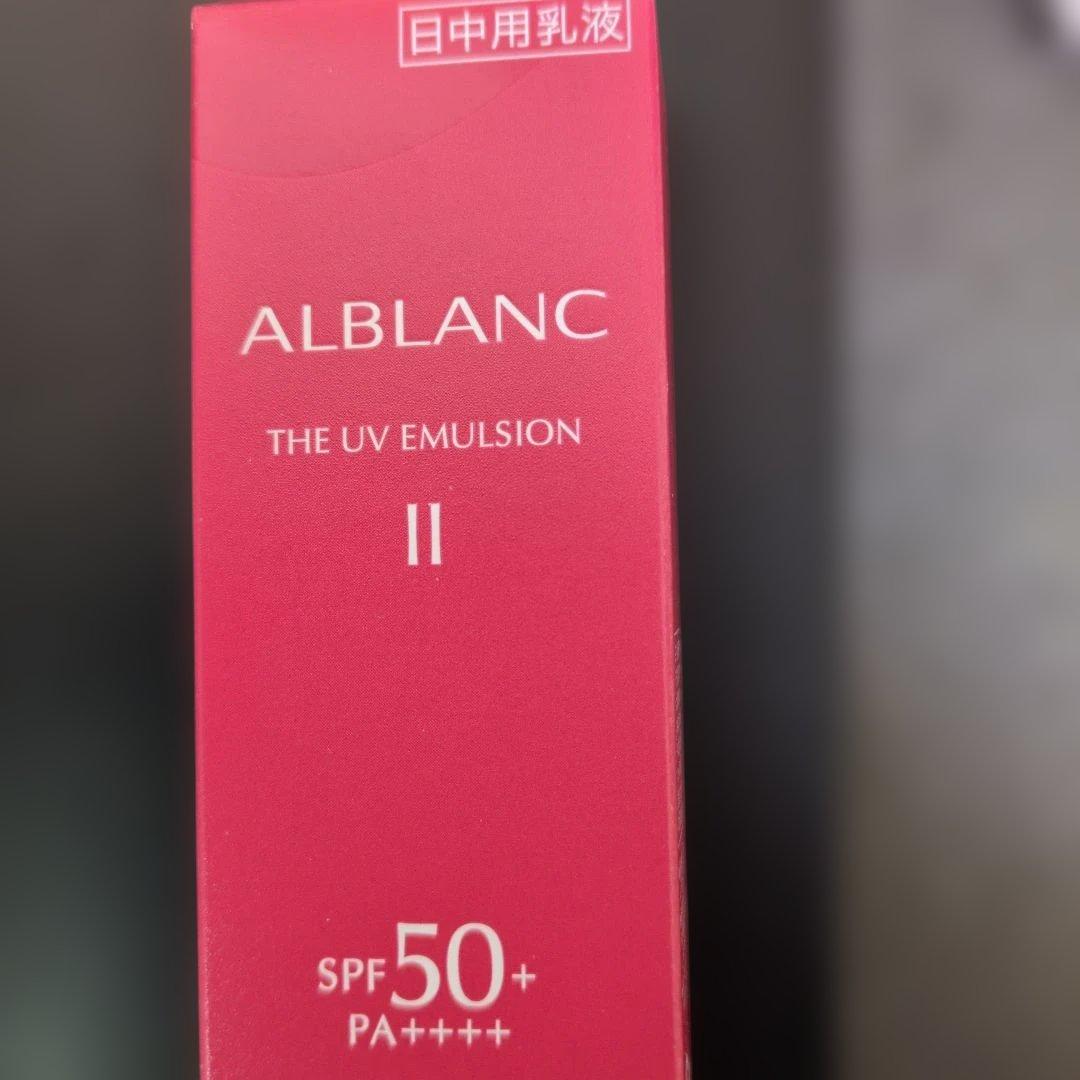 日中用乳液
ALBLANC
THE UV EMULSION
II
SPF50+
PA++++